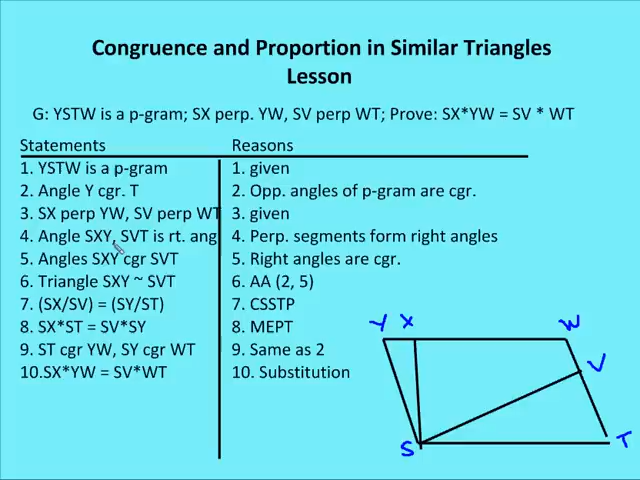 Congruence and Proportion in Similar Triangles
Lesson
G: YSTW is a p-gram; SX perp. YW, SV perp WT; Prove: SX*YW = SV * WT
Statements
Reasons
1. YSTW is a p-gram
1. given
2. Angle Y cgr. T
2. Opp. angles of p-gram are cgr.
3. SX perp YW, SV perp WT
3. given
4. Angle SXY, SVT is rt. ang
4. Perp. segments form right angles
5. Angles SXY cgr SVT
5. Right angles are cgr.
6. Triangle SXY ~ SVT
6. AA (2, 5)
7. (SX/SV) = (SY/ST)
7. CSSTP
8. SX*ST = SV*SY
8. MEPT
9. ST cgr YW, SY cgr WT
9. Same as 2
10.SX*YW = SV*WT
10. Substitution
Y X W
V
S T